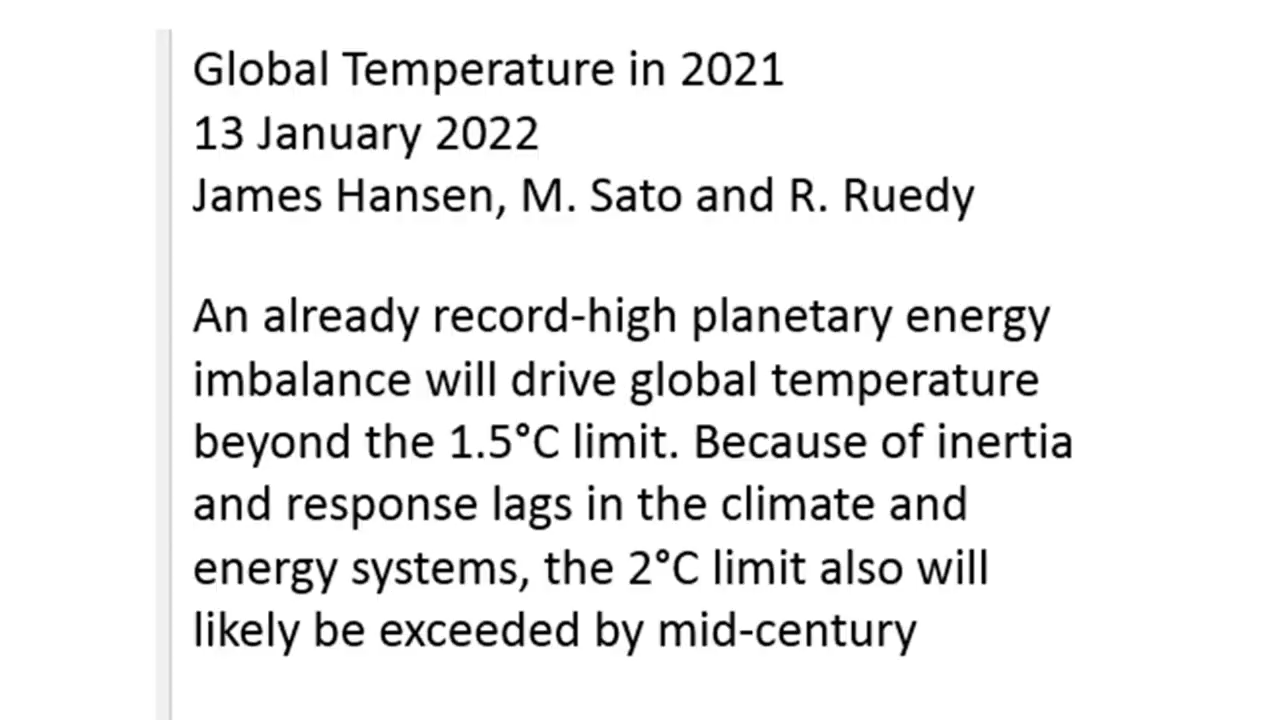 Global Temperature in 2021
13 January 2022
James Hansen, M. Sato and R. Ruedy
An already record-high planetary energy
imbalance will drive global temperature
beyond the 1.5°C limit. Because of inertia
and response lags in the climate and
energy systems, the 2°C limit also will
likely be exceeded by mid-century